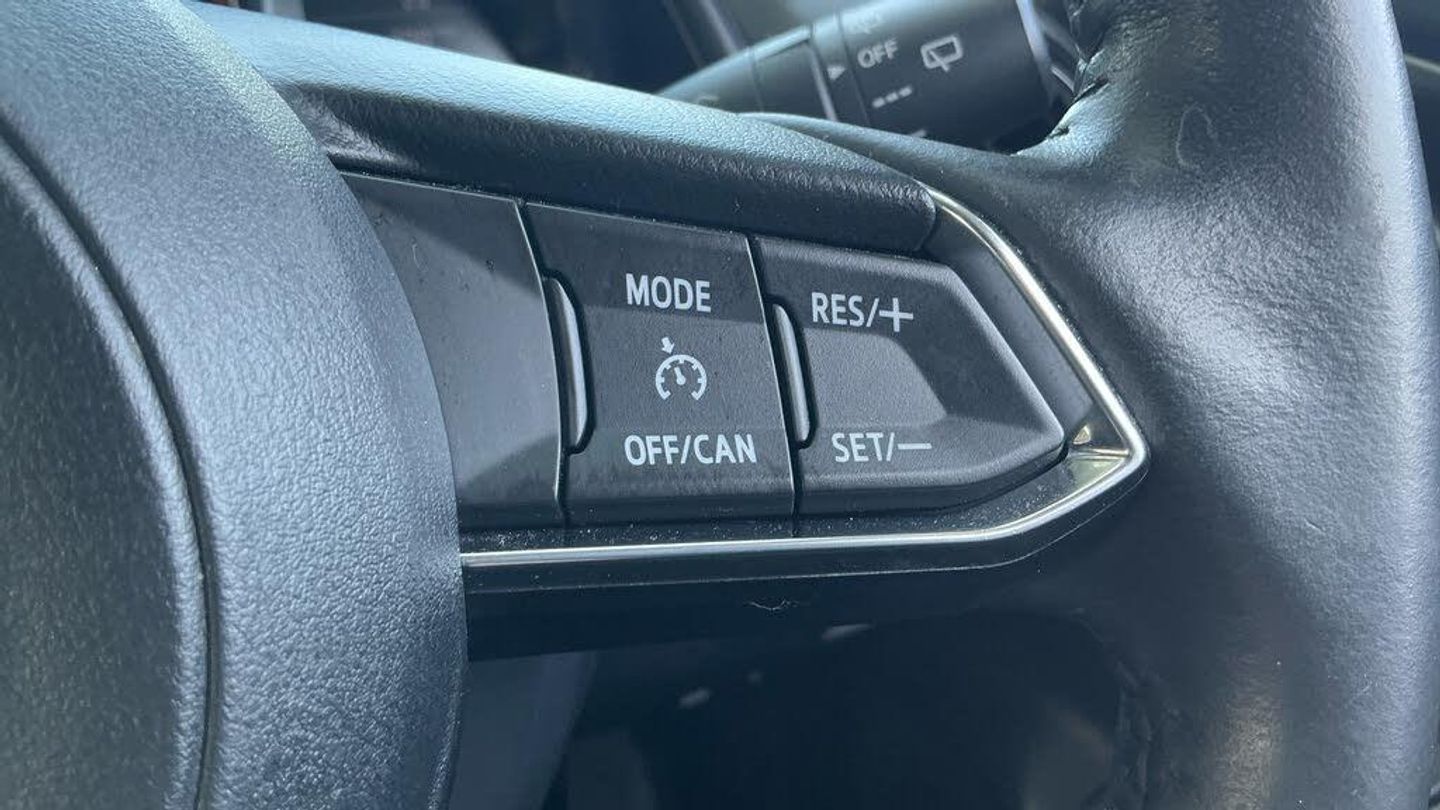 OFF
MODE
RES/+
OFF/CAN
SET/−